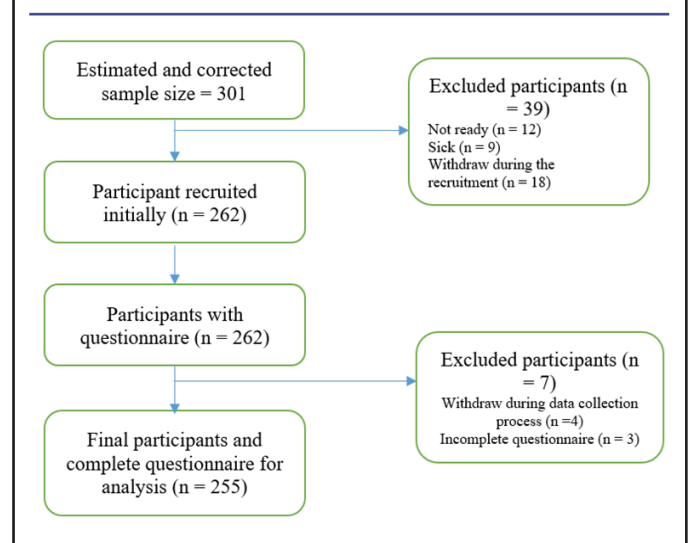 Estimated and corrected
sample size = 301
Excluded participants (n
= 39)
Not ready (n = 12)
Sick (n = 9)
Withdraw during the
recruitment (n = 18)
Participant recruited
initially (n = 262)
Participants with
questionnaire (n = 262)
Excluded participants (n
= 7)
Withdraw during data collection
process (n =4)
Incomplete questionnaire (n = 3)
Final participants and
complete questionnaire for
analysis (n = 255)